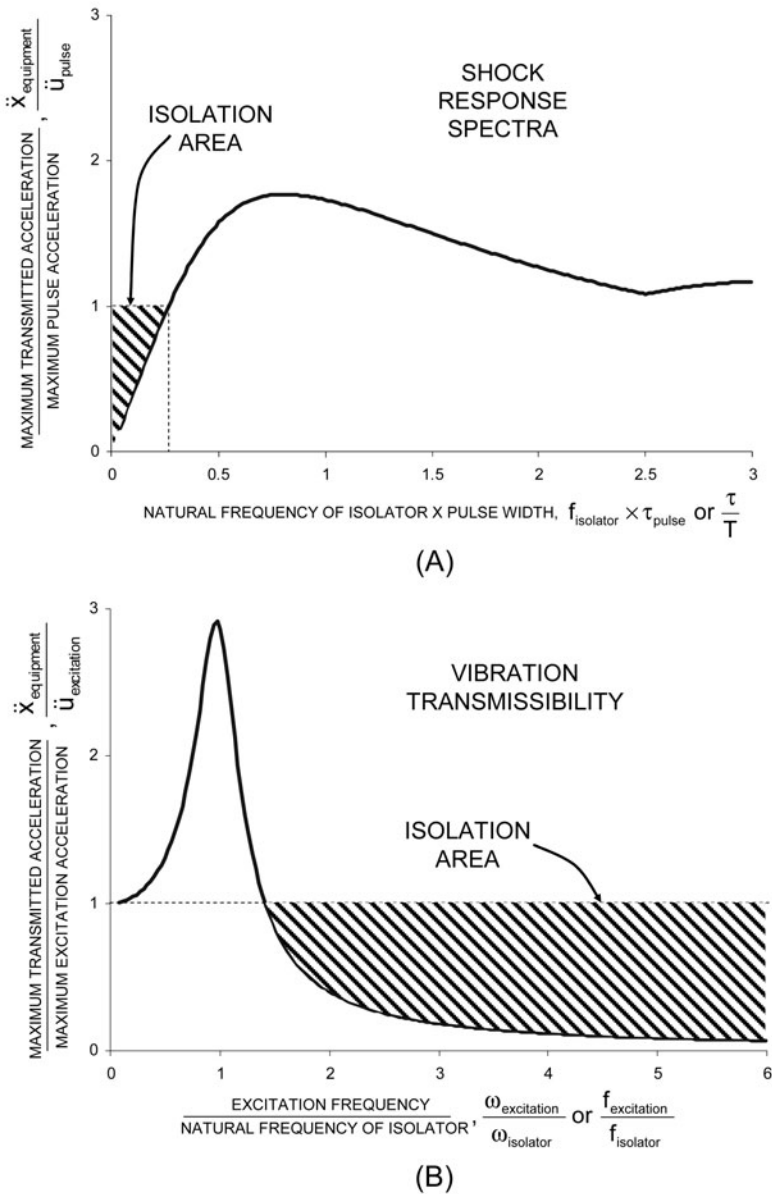 3
2
1
0
MAXIMUM TRANSMITTED ACCELERATION
MAXIMUM PULSE ACCELERATION
, ẍequipment
üpulse
ISOLATION
AREA
SHOCK
RESPONSE
SPECTRA
0 0.5 1 1.5 2 2.5 3
NATURAL FREQUENCY OF ISOLATOR X PULSE WIDTH, fisolator × τpulse or τ
T
(A)
3
2
1
0
MAXIMUM TRANSMITTED ACCELERATION
MAXIMUM EXCITATION ACCELERATION
, ẍequipment
üexcitation
VIBRATION
TRANSMISSIBILITY
ISOLATION
AREA
0 1 2 3 4 5 6
EXCITATION FREQUENCY
NATURAL FREQUENCY OF ISOLATOR
, ωexcitation
ωisolator
or
fexcitation
fisolator
(B)